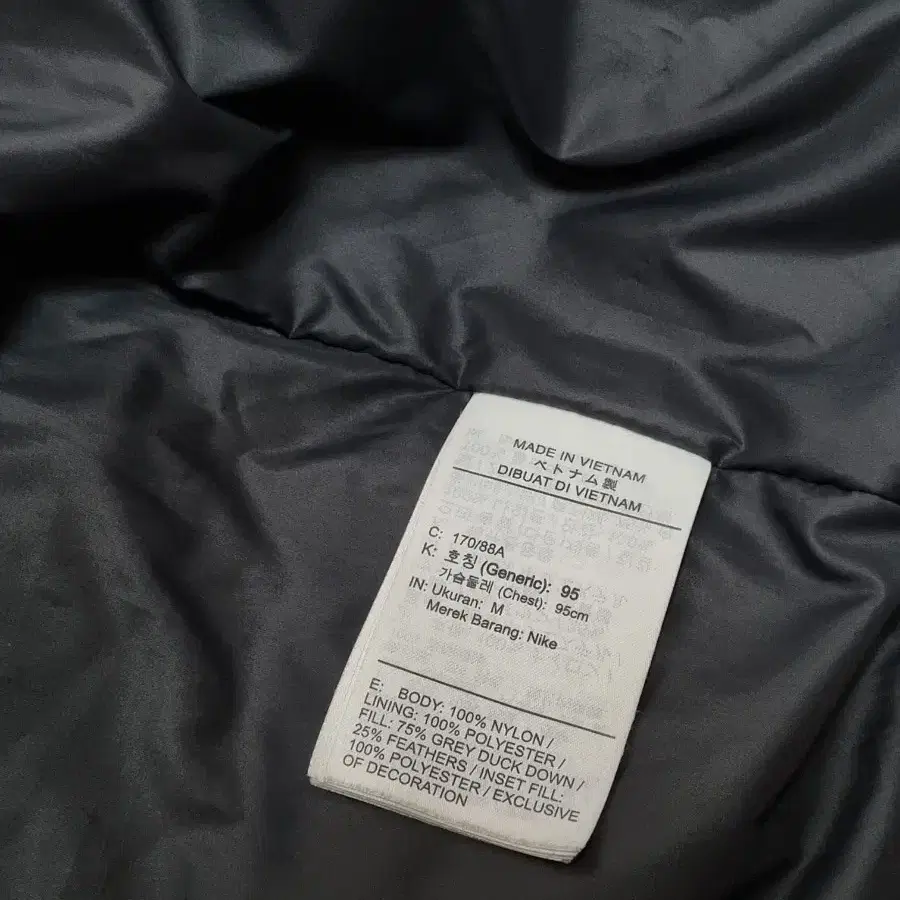 MADE IN VIETNAM
ベトナム製
DIBUAT DI VIETNAM
C: 170/88A
K: 호칭 (Generic): 95
가슴둘레 (Chest): 95cm
IN: Ukuran: M
Merek Barang: Nike
E: BODY: 100% NYLON /
LINING: 100% POLYESTER /
FILL: 75% GREY DUCK DOWN /
25% FEATHERS / INSET FILL:
100% POLYESTER / EXCLUSIVE
OF DECORATION